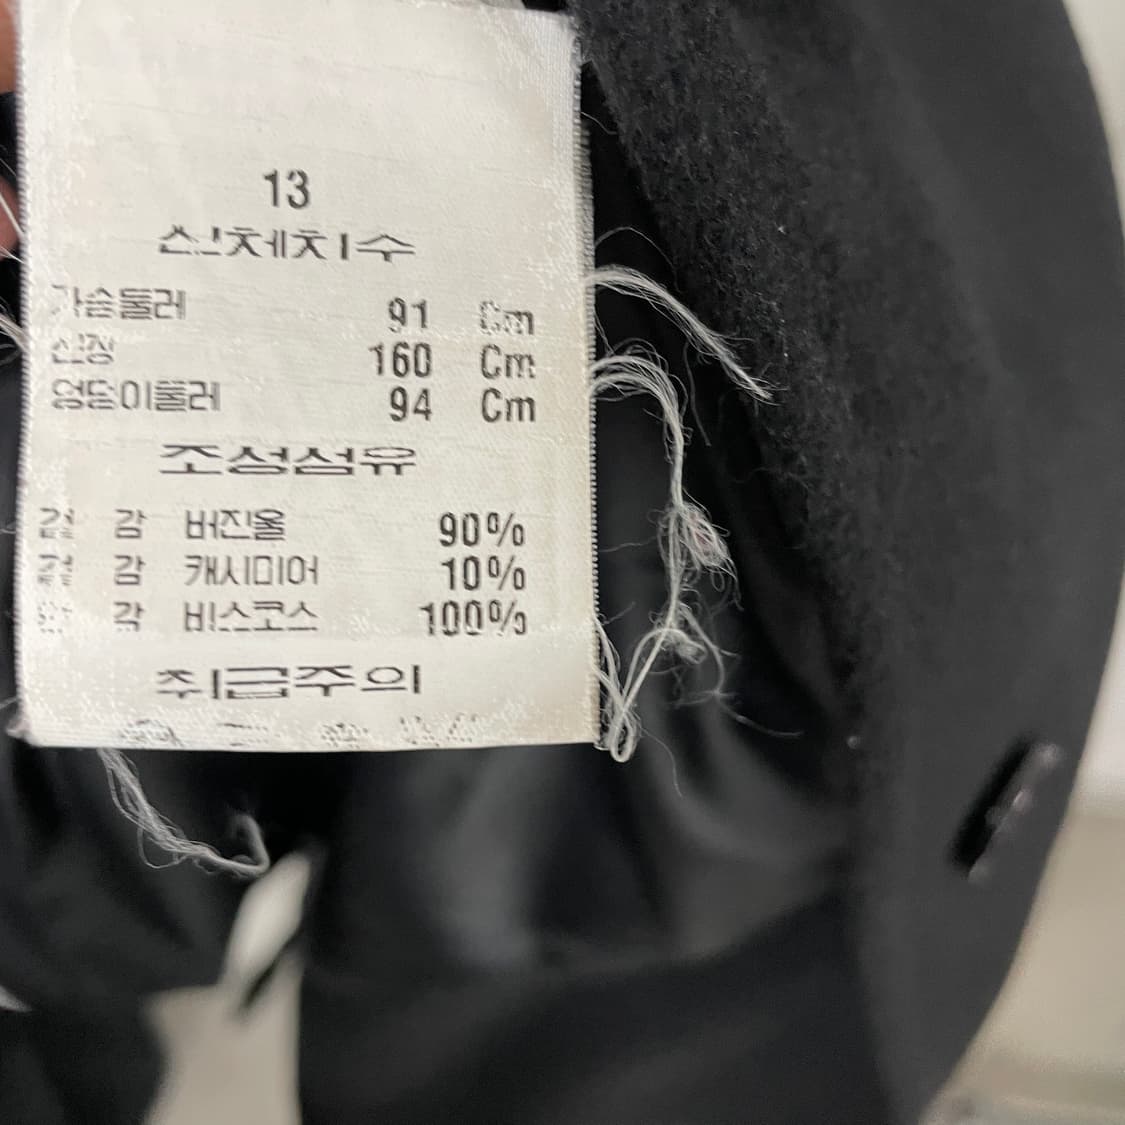 13
신체치수
가슴둘레 91 Cm
신장 160 Cm
엉덩이둘레 94 Cm
조성섬유
겉 감 버진울 90%
겉 감 캐시미어 10%
안 감 비스코스 100%
취급주의